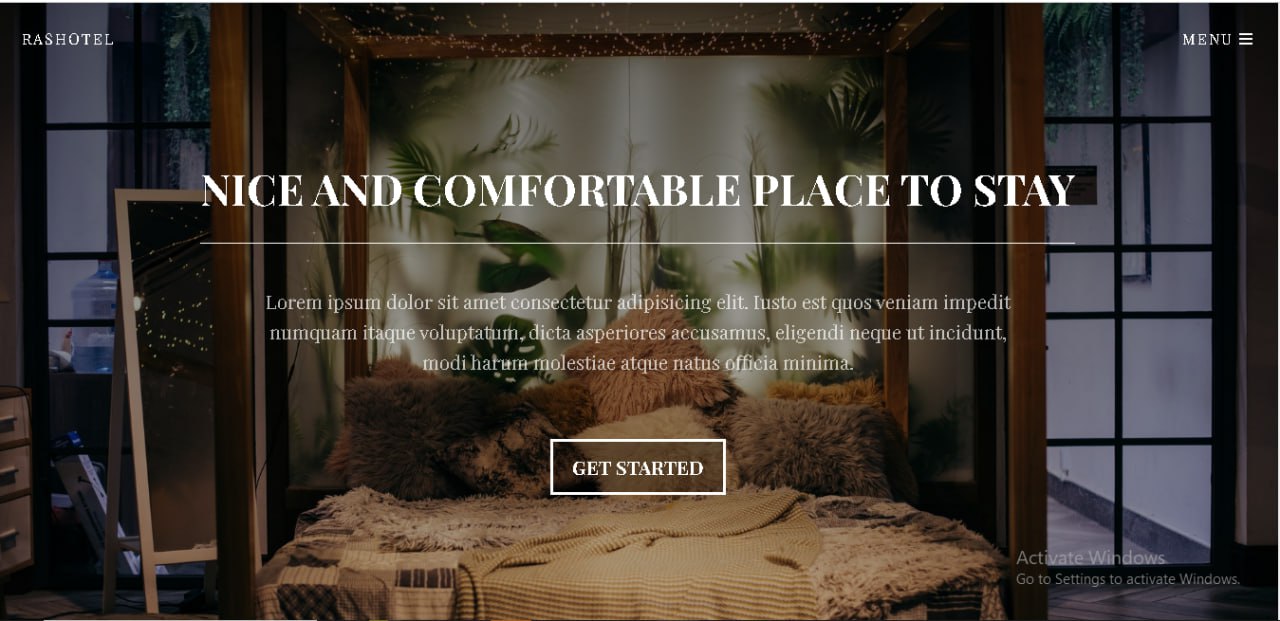 RASHOTEL
MENU
NICE AND COMFORTABLE PLACE TO STAY
Lorem ipsum dolor sit amet consectetur adipisicing elit. Iusto est quos veniam impedit
numquam itaque voluptatum, dicta asperiores accusamus, eligendi neque ut incidunt,
modi harum molestiae atque natus officia minima.
GET STARTED
Activate Windows
Go to Settings to activate Windows.